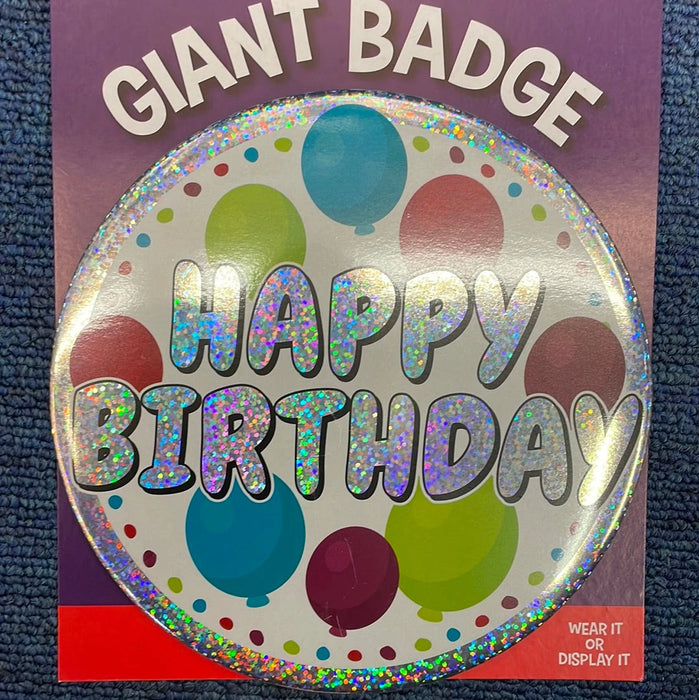 GIANT BADGE
HAPPY
BIRTHDAY
WEAR IT
OR
DISPLAY IT